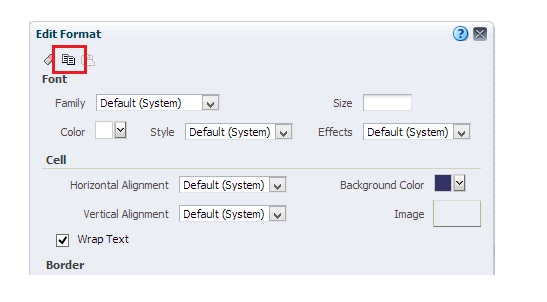 Edit Format
Font
Family Default (System) Size
Color Style Default (System) Effects Default (System)
Cell
Horizontal Alignment Default (System) Background Color
Vertical Alignment Default (System) Image
Wrap Text
Border